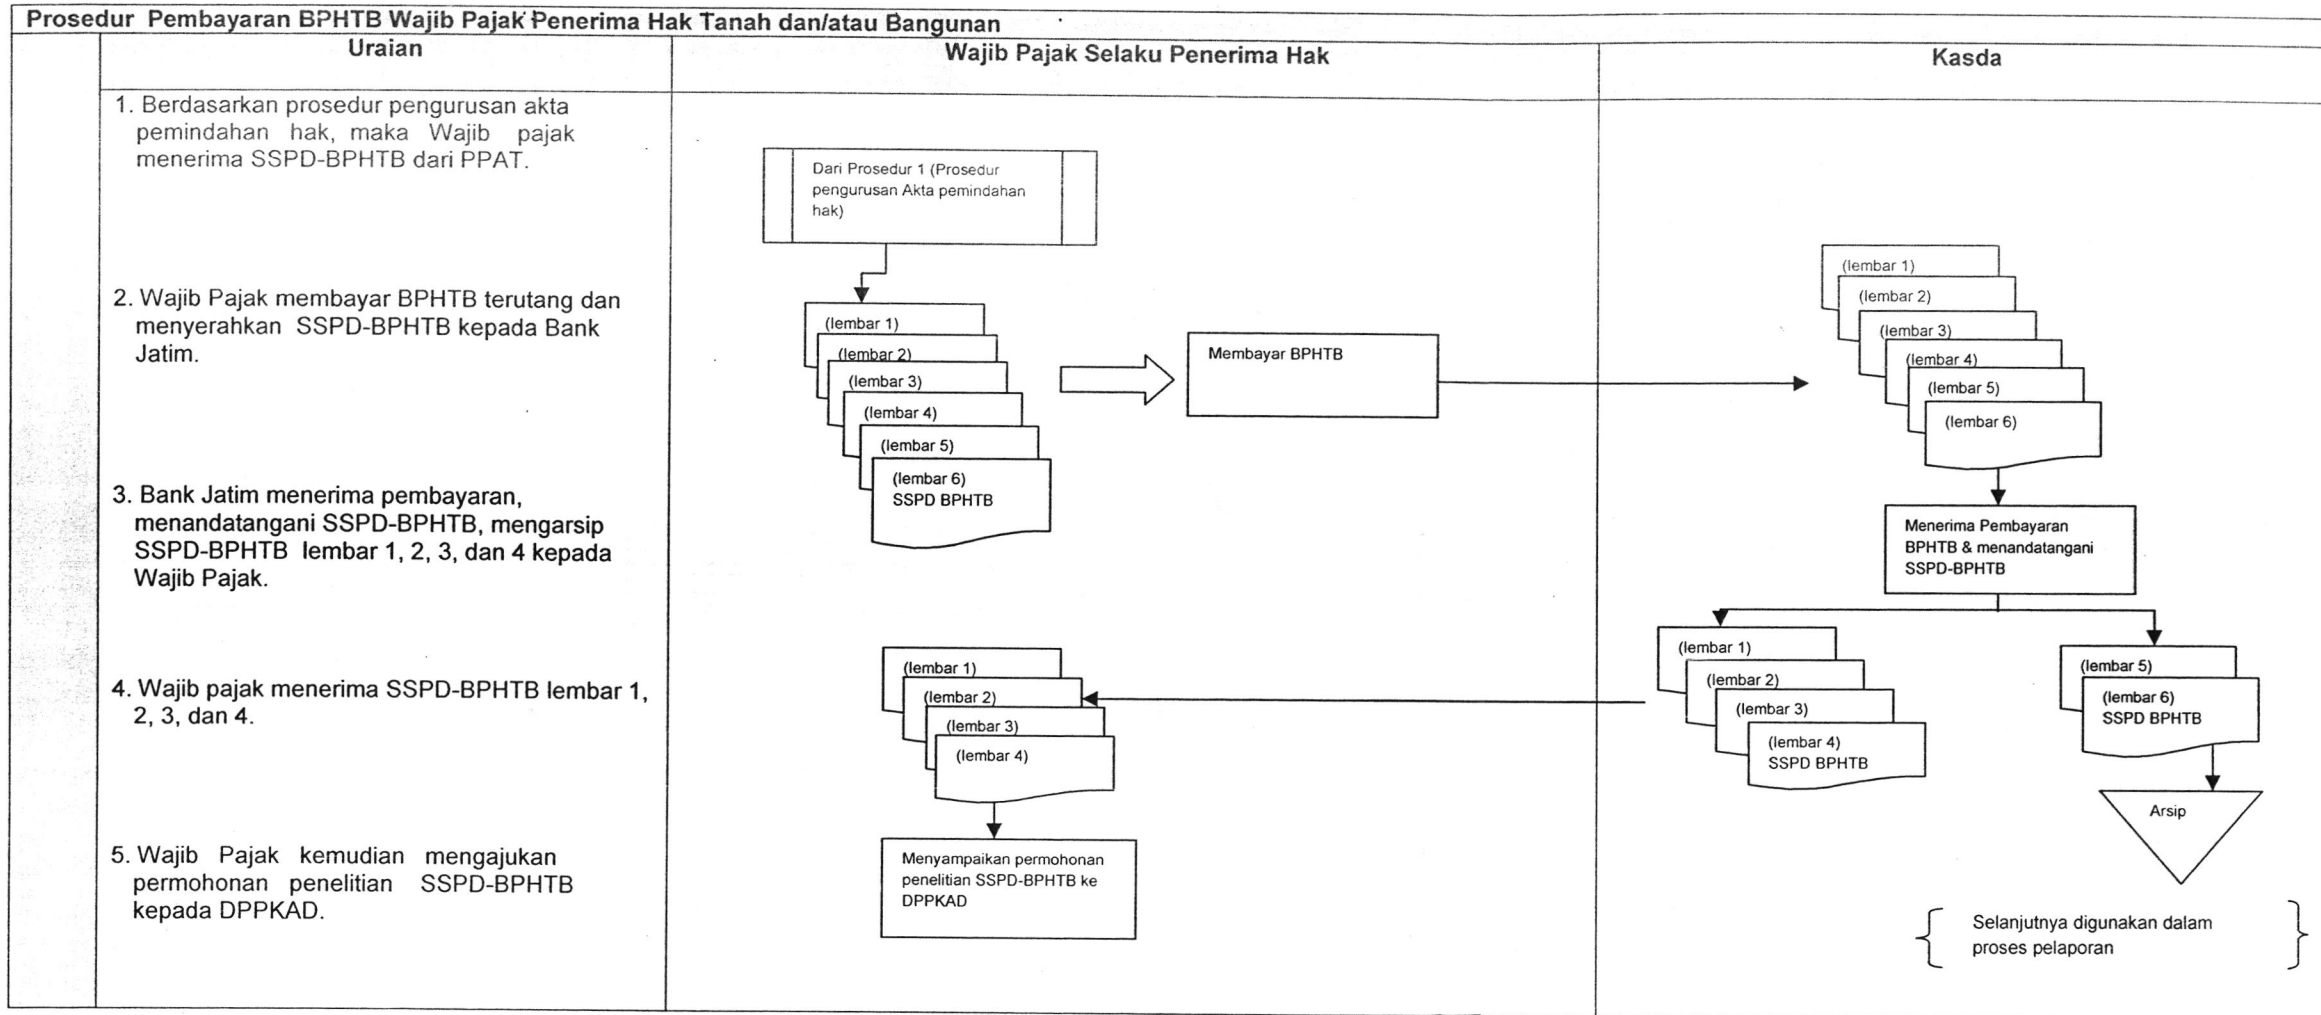 Prosedur Pembayaran BPHTB Wajib Pajak Penerima Hak Tanah dan/atau Bangunan
Uraian
Wajib Pajak Selaku Penerima Hak
Kasda
1. Berdasarkan prosedur pengurusan akta
pemindahan hak, maka Wajib pajak
menerima SSPD-BPHTB dari PPAT.
2. Wajib Pajak membayar BPHTB terutang dan
menyerahkan SSPD-BPHTB kepada Bank
Jatim.
3. Bank Jatim menerima pembayaran,
menandatangani SSPD-BPHTB, mengarsip
SSPD-BPHTB lembar 1, 2, 3, dan 4 kepada
Wajib Pajak.
4. Wajib pajak menerima SSPD-BPHTB lembar 1,
2, 3, dan 4.
5. Wajib Pajak kemudian mengajukan
permohonan penelitian SSPD-BPHTB
kepada DPPKAD.
Dari Prosedur 1 (Prosedur
pengurusan Akta pemindahan
hak)
(lembar 1)
(lembar 2)
(lembar 3)
(lembar 4)
(lembar 5)
(lembar 6)
SSPD BPHTB
Membayar BPHTB
(lembar 1)
(lembar 2)
(lembar 3)
(lembar 4)
Menyampaikan permohonan
penelitian SSPD-BPHTB ke
DPPKAD
(lembar 1)
(lembar 2)
(lembar 3)
(lembar 4)
(lembar 5)
(lembar 6)
Menerima Pembayaran
BPHTB & menandatangani
SSPD-BPHTB
(lembar 1)
(lembar 2)
(lembar 3)
(lembar 4)
SSPD BPHTB
(lembar 5)
(lembar 6)
SSPD BPHTB
Arsip
Selanjutnya digunakan dalam
proses pelaporan